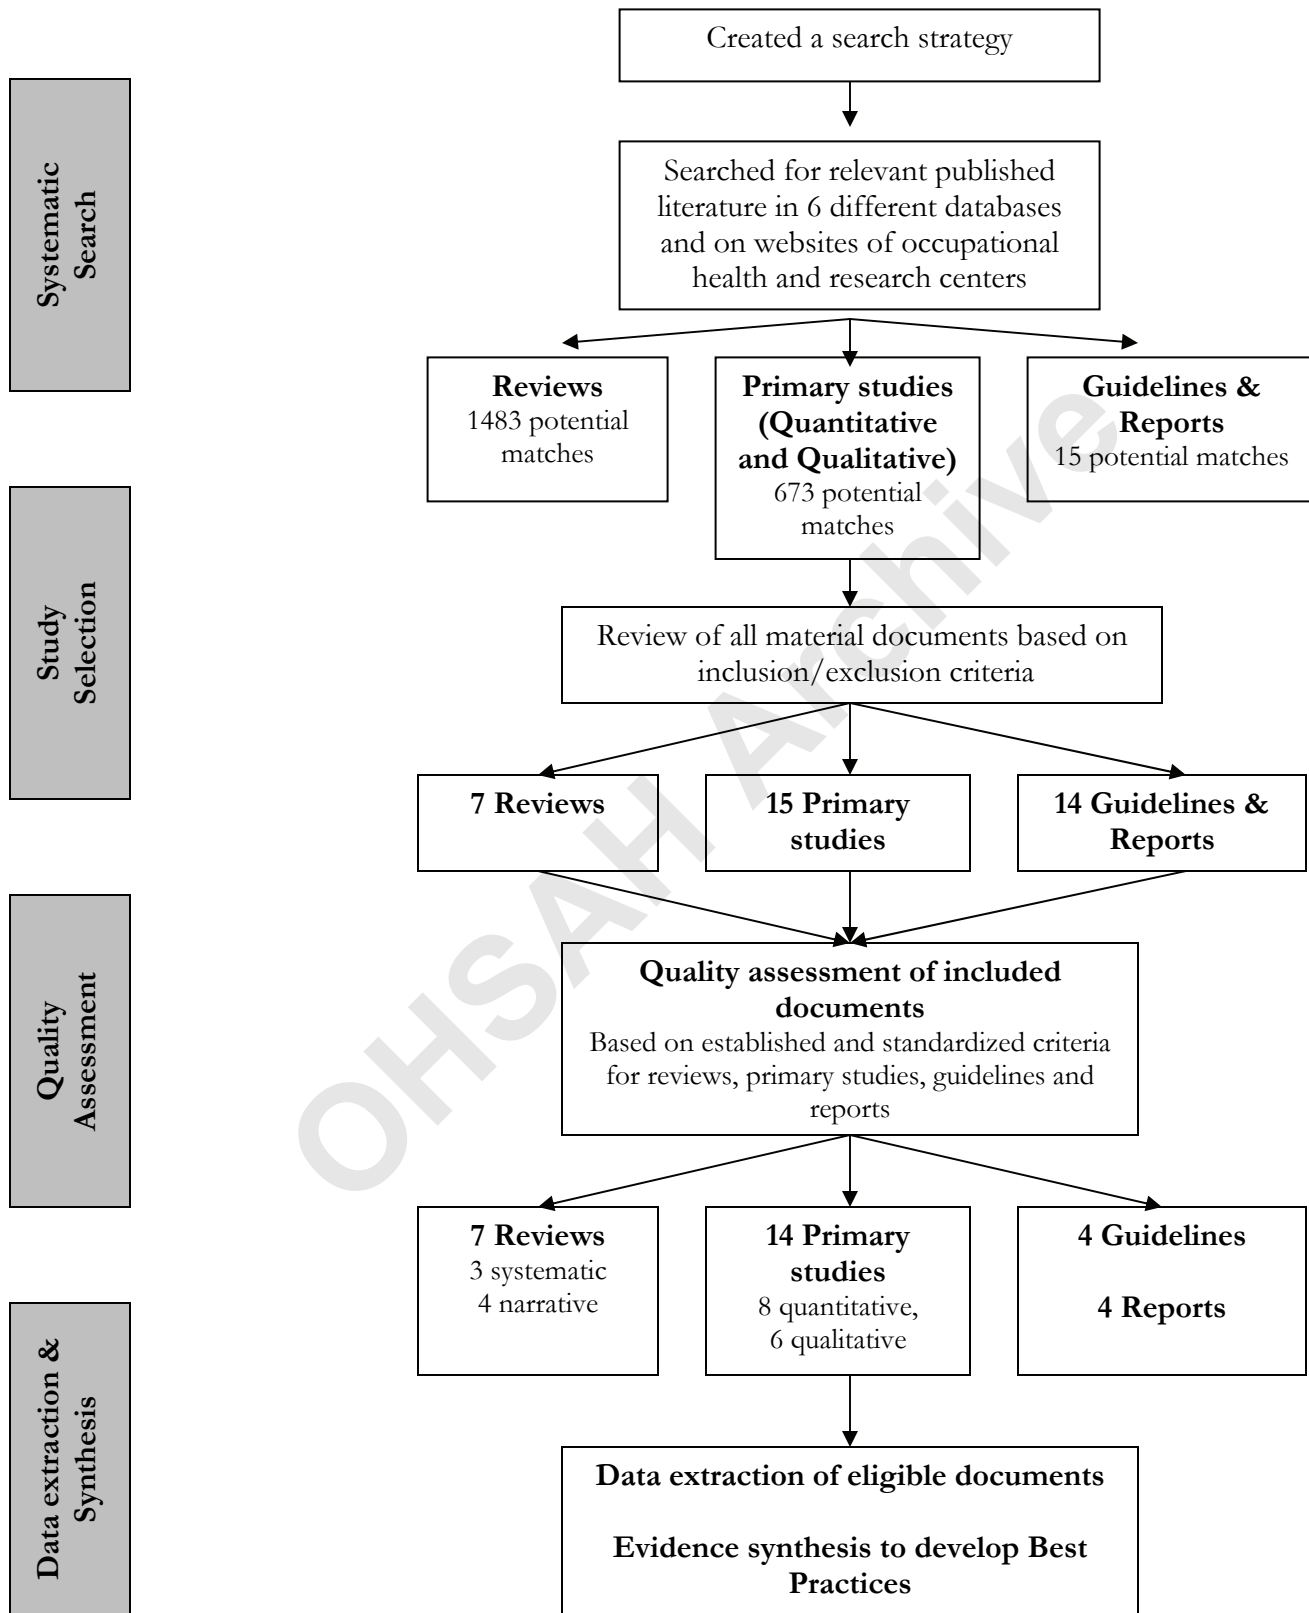 Created a search strategy
Systematic
Search
Searched for relevant published
literature in 6 different databases
and on websites of occupational
health and research centers
Reviews
1483 potential
matches
Primary studies
(Quantitative
and Qualitative)
673 potential
matches
Guidelines &
Reports
15 potential matches
Study
Selection
Review of all material documents based on
inclusion/exclusion criteria
7 Reviews
15 Primary
studies
14 Guidelines &
Reports
Quality
Assessment
Quality assessment of included
documents
Based on established and standardized criteria
for reviews, primary studies, guidelines and
reports
7 Reviews
3 systematic
4 narrative
14 Primary
studies
8 quantitative,
6 qualitative
4 Guidelines
4 Reports
Data extraction &
Synthesis
Data extraction of eligible documents
Evidence synthesis to develop Best
Practices
OHSAH Archive